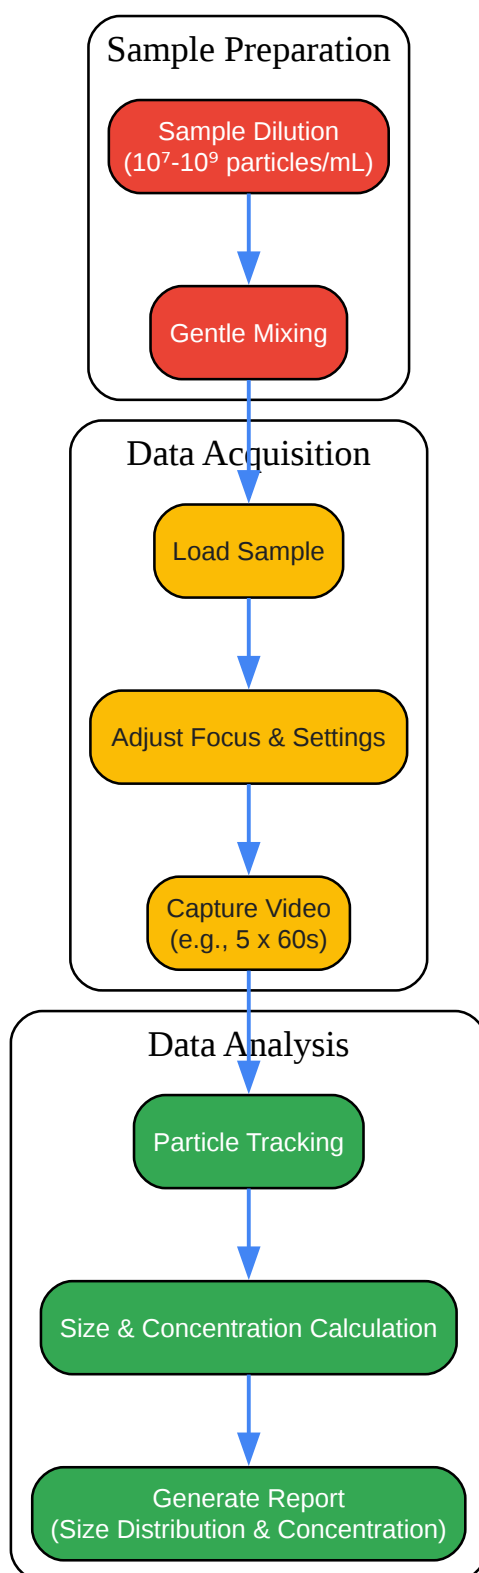 Sample Preparation
Sample Dilution
(10⁷-10⁹ particles/mL)
Gentle Mixing
Data Acquisition
Load Sample
Adjust Focus & Settings
Capture Video
(e.g., 5 x 60s)
Data Analysis
Particle Tracking
Size & Concentration Calculation
Generate Report
(Size Distribution & Concentration)